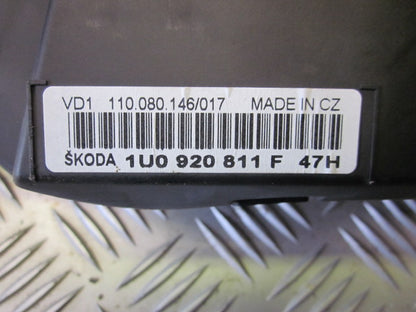 VD1 110.080.146/017 MADE IN CZ
ŠKODA 1U0 920 811 F 47H